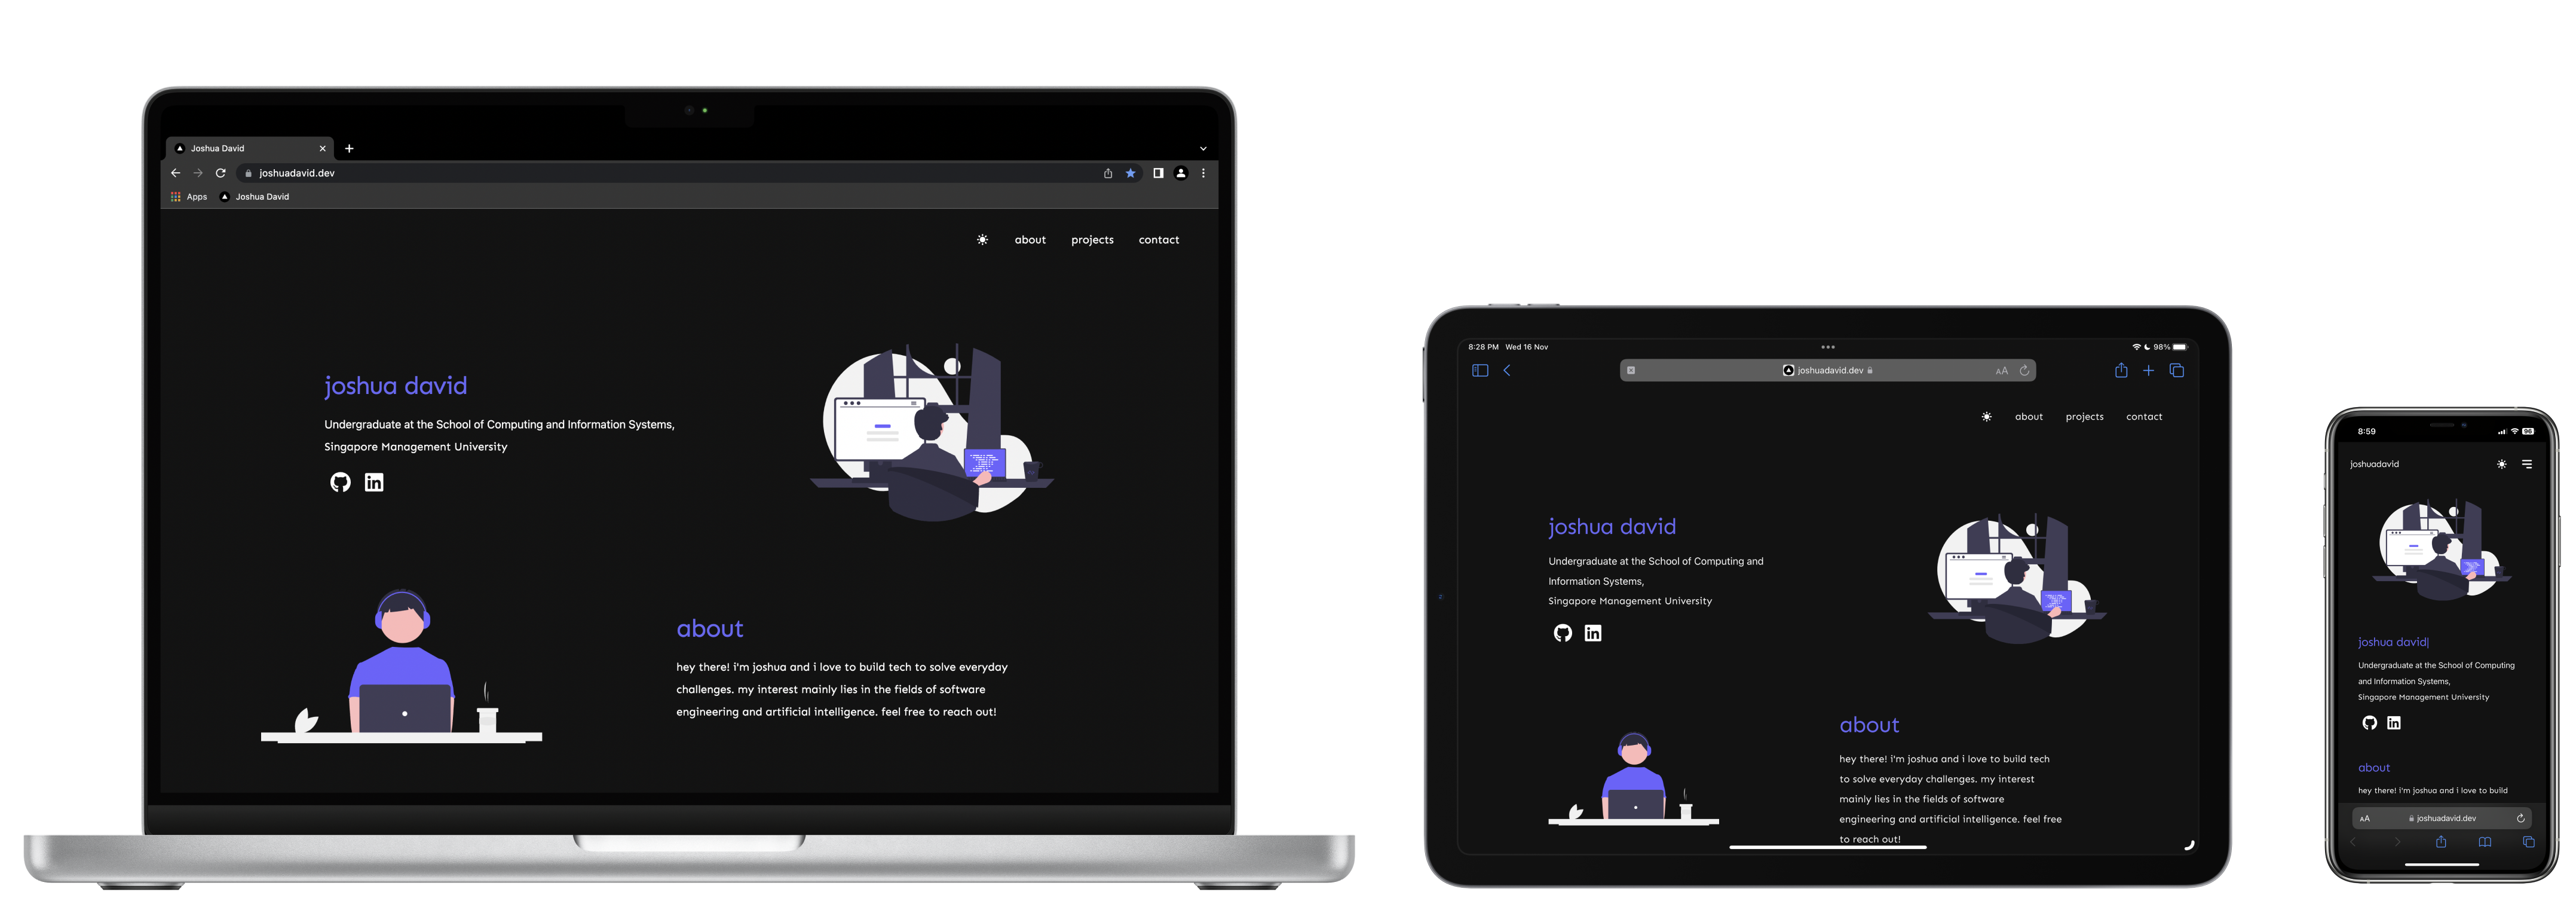 Joshua David
joshuadavid.dev
Apps
Joshua David
about projects contact
joshua david
Undergraduate at the School of Computing and Information Systems,
Singapore Management University
about
hey there! i'm joshua and i love to build tech to solve everyday
challenges. my interest mainly lies in the fields of software
engineering and artificial intelligence. feel free to reach out!
8:28 PM Wed 16 Nov
98%
joshuadavid.dev
AA
about projects contact
joshua david
Undergraduate at the School of Computing and
Information Systems,
Singapore Management University
about
hey there! i'm joshua and i love to build tech
to solve everyday challenges. my interest
mainly lies in the fields of software
engineering and artificial intelligence. feel free
to reach out!
8:59
96
joshuadavid
joshua david
Undergraduate at the School of Computing
and Information Systems,
Singapore Management University
about
hey there! i'm joshua and i love to build
AA
joshuadavid.dev